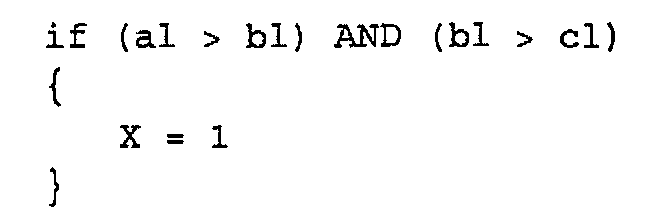 if (a1 > b1) AND (b1 > c1)
{
X = 1
}